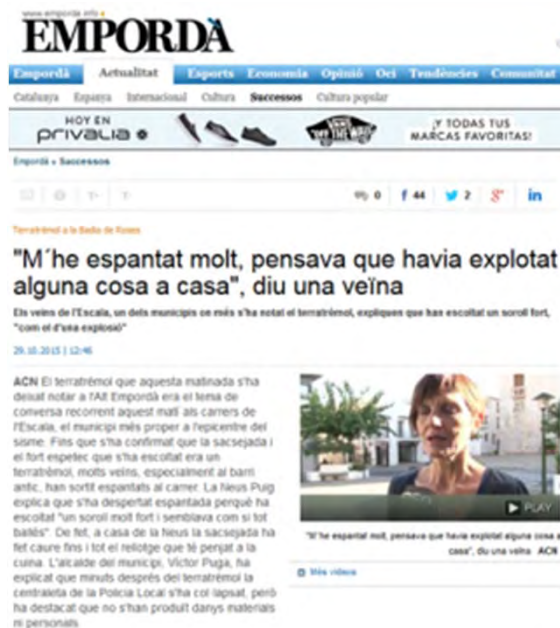 www.emporda.info
EMPORDÀ
Empordà Actualitat Esports Economia Opinió Oci Tendències Comunitat
Catalunya Espanya Internacional Cultura Successos Cultura popular
HOY EN
privalia
VANS
"OFF THE WALL"
¡Y TODAS TUS
MARCAS FAVORITAS!
Empordà » Successos
0 f 44 2 g+ in
Terratrèmol a la Badia de Roses
"M´he espantat molt, pensava que havia explotat
alguna cosa a casa", diu una veïna
Els veïns de l'Escala, un dels municipis on més s'ha notat el terratrèmol, expliquen que han escoltat un soroll fort,
"com el d'una explosió"
29.10.2015 | 12:46
ACN El terratrèmol que aquesta matinada s'ha
deixat notar a l'Alt Empordà era el tema de
conversa recorrent aquest matí als carrers de
l'Escala, el municipi més proper a l'epicentre del
sisme. Fins que s'ha confirmat que la sacsejada i
el fort espetec que s'ha escoltat era un
terratrèmol, molts veïns, especialment al barri
antic, han sortit espantats al carrer. La Neus Puig
explica que s'ha despertat espantada perquè ha
escoltat "un soroll molt fort i semblava com si tot
ballés". De fet, a casa de la Neus la sacsejada ha
fet caure fins i tot el rellotge que té penjat a la
cuina. L'alcalde del municipi, Víctor Puga, ha
explicat que minuts després del terratrèmol la
centraleta de la Policia Local s'ha col·lapsat, però
ha destacat que no s'han produït danys materials
ni personals
PLAY
"M´he espantat molt, pensava que havia explotat alguna cosa a
casa", diu una veïna ACN
Més vídeos